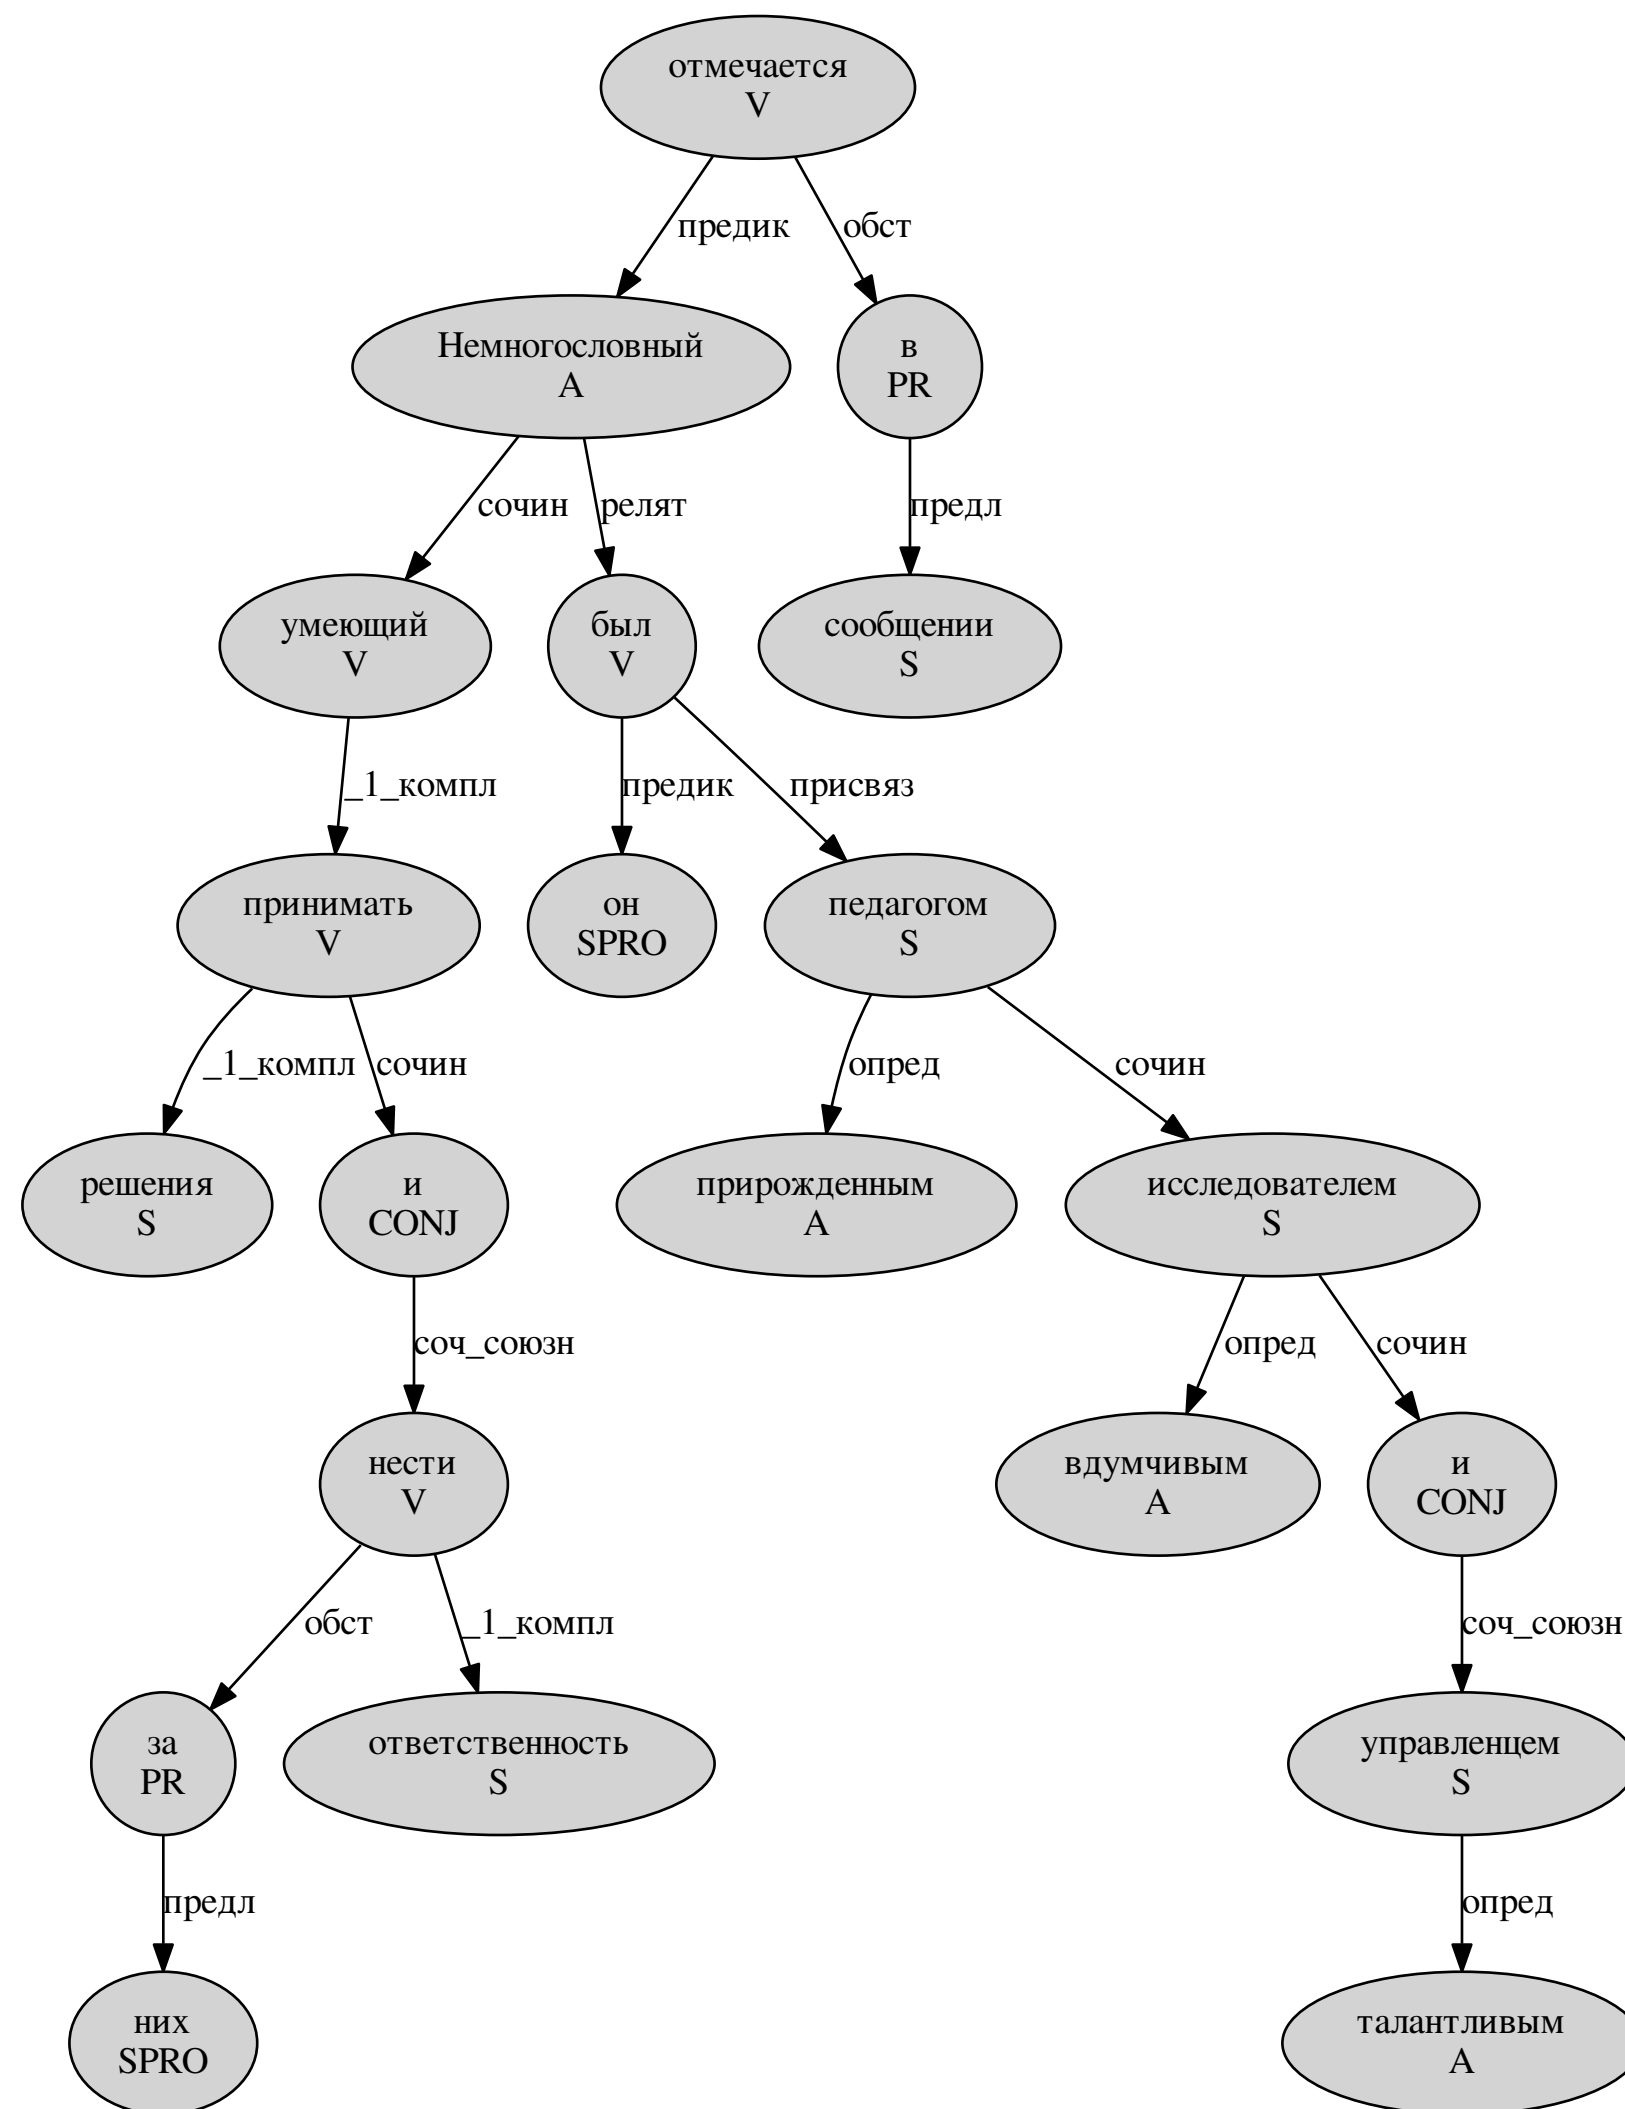 отмечается
V
предик
обст
Немногословный
A
в
PR
сочин
релят
предл
умеющий
V
был
V
сообщении
S
_1_компл
предик
присвяз
принимать
V
он
SPRO
педагогом
S
_1_компл
сочин
опред
сочин
решения
S
и
CONJ
прирожденным
A
исследователем
S
соч_союзн
опред
сочин
нести
V
вдумчивым
A
и
CONJ
обст
_1_компл
соч_союзн
за
PR
ответственность
S
управленцем
S
предл
опред
них
SPRO
талантливым
A